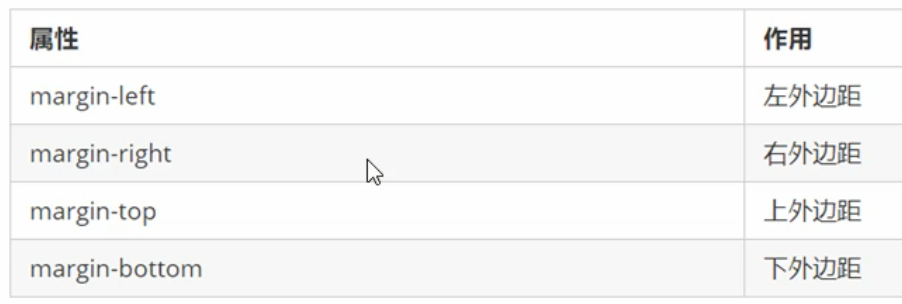 属性 作用
margin-left 左外边距
margin-right 右外边距
margin-top 上外边距
margin-bottom 下外边距